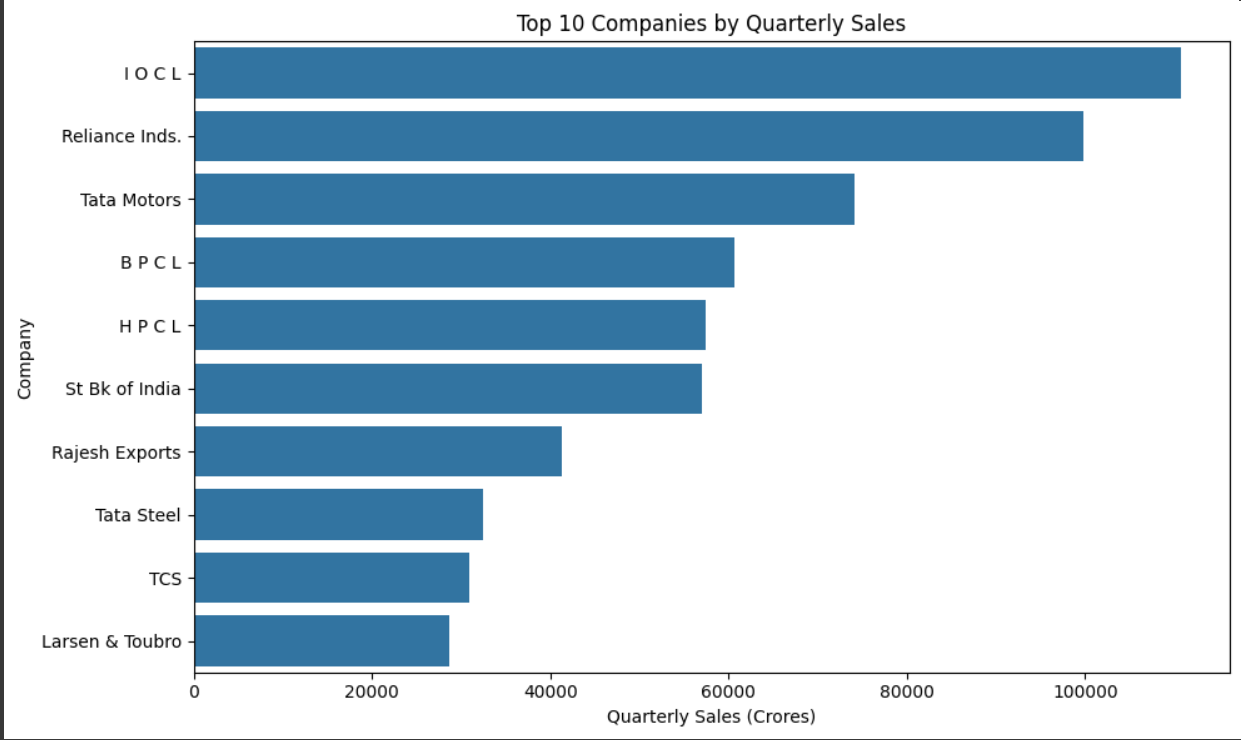 Top 10 Companies by Quarterly Sales
I O C L
Reliance Inds.
Tata Motors
B P C L
H P C L
St Bk of India
Rajesh Exports
Tata Steel
TCS
Larsen & Toubro
Company
0 20000 40000 60000 80000 100000
Quarterly Sales (Crores)